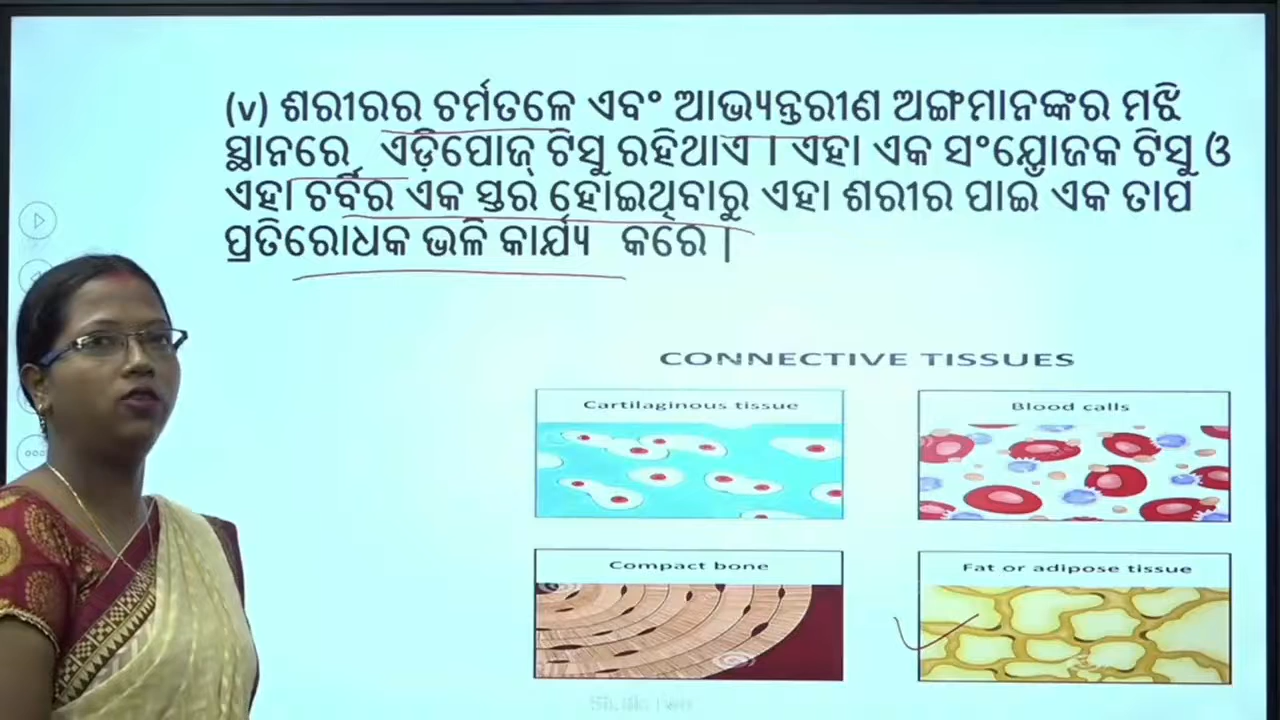 (v) ଶରୀରର ଚର୍ମତଳେ ଏବଂ ଆଭ୍ୟନ୍ତରୀଣ ଅଙ୍ଗମାନଙ୍କର ମଝି
ସ୍ଥାନରେ ଏଡ଼ିପୋଜ୍ ଟିସୁ ରହିଥାଏ । ଏହା ଏକ ସଂଯୋଜକ ଟିସୁ ଓ
ଏହା ଚର୍ବିର ଏକ ସ୍ତର ହୋଇଥିବାରୁ ଏହା ଶରୀର ପାଇଁ ଏକ ତାପ
ପ୍ରତିରୋଧକ ଭଳି କାର୍ଯ୍ୟ କରେ |
CONNECTIVE TISSUES
Cartilaginous tissue
Blood calls
Compact bone
Fat or adipose tissue